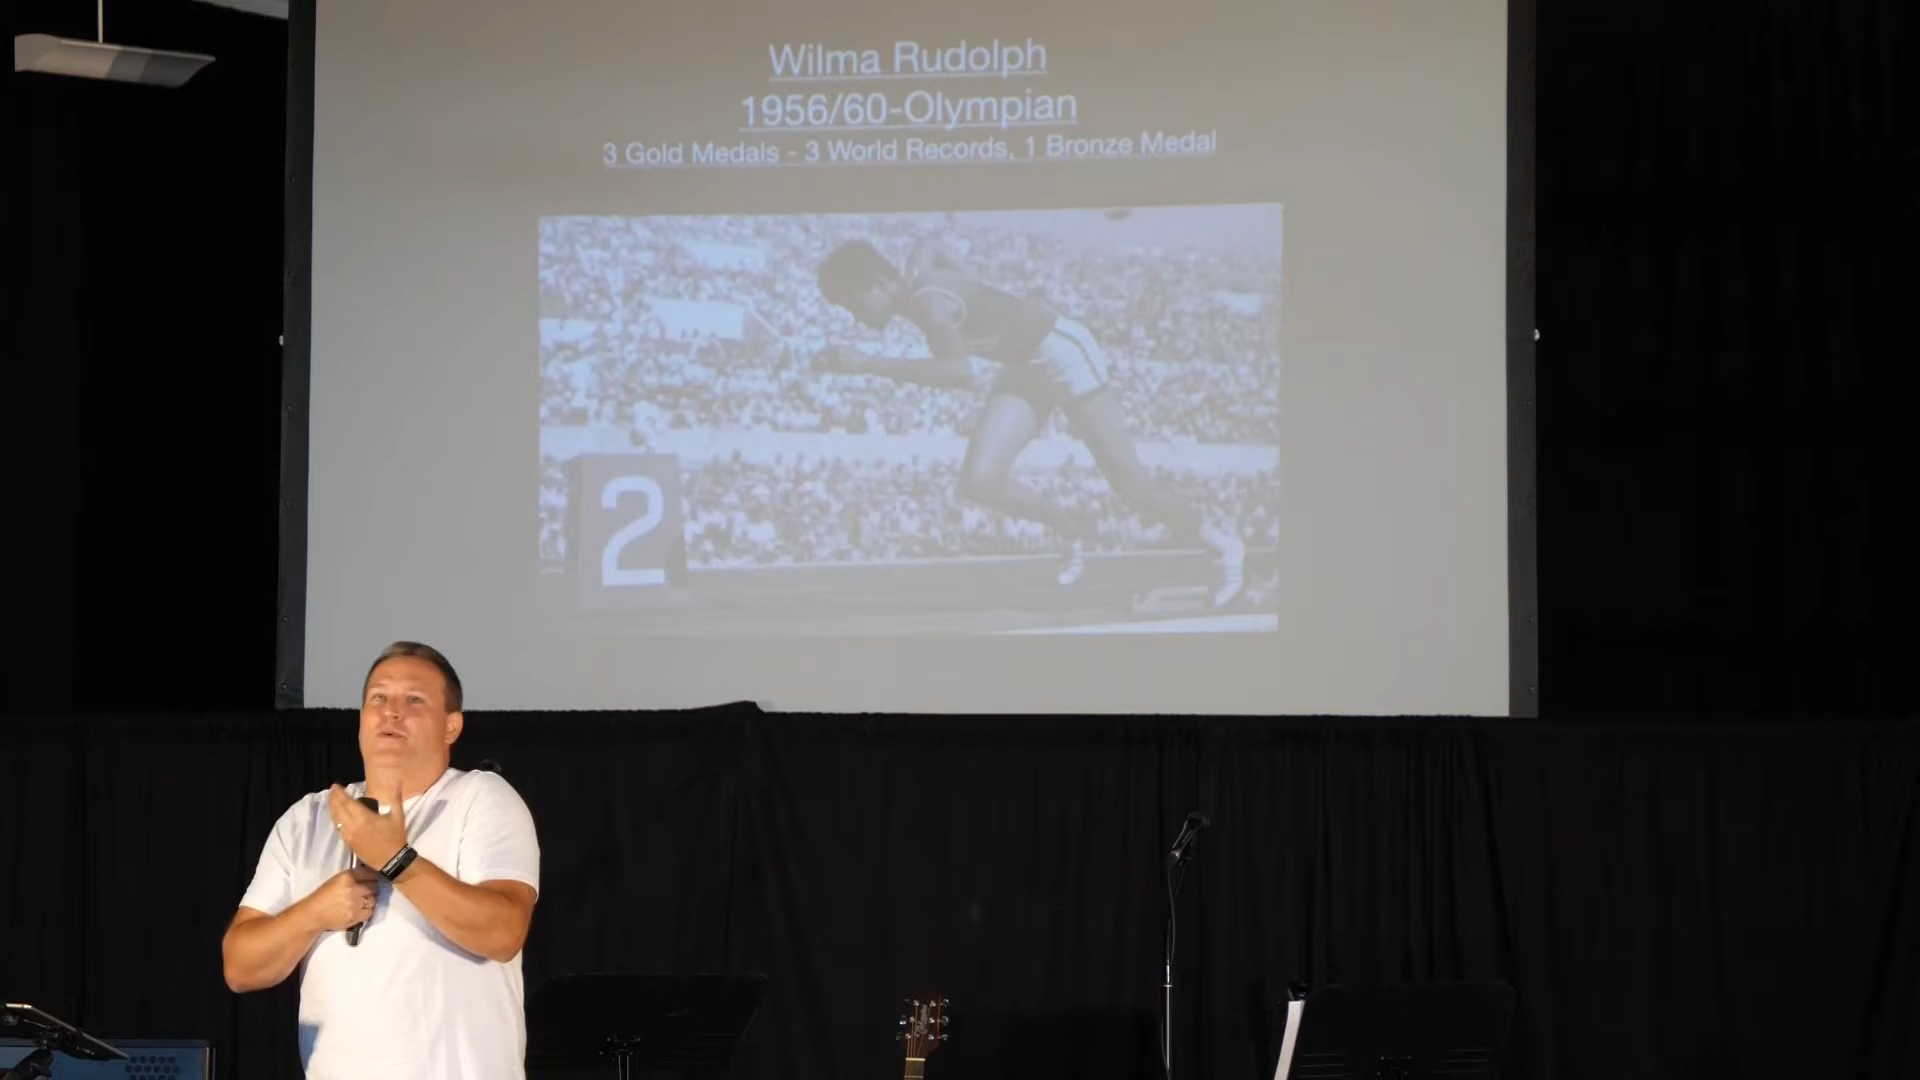 Wilma Rudolph
1956/60-Olympian
3 Gold Medals - 3 World Records, 1 Bronze Medal
2